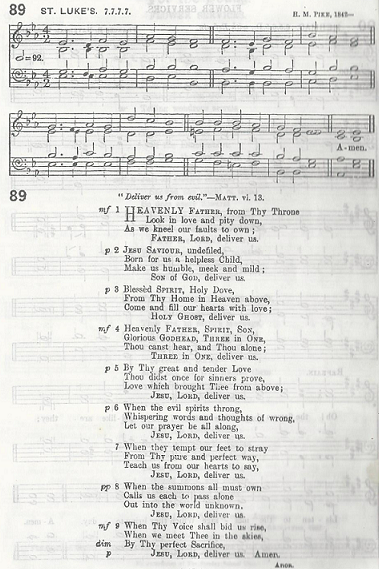 89 ST. LUKE'S. 7.7.7.7. H. M. PIKE, 1842—
=92.
A-men.
89 "Deliver us from evil."—MATT. vi. 13.
mf 1 HEAVENLY FATHER, from Thy Throne
Look in love and pity down,
As we kneel our faults to own;
FATHER, LORD, deliver us.
p 2 JESU SAVIOUR, undefiled,
Born for us a helpless Child,
Make us humble, meek and mild;
SON of GOD, deliver us.
p 3 Blessèd SPIRIT, Holy Dove,
From Thy Home in Heaven above,
Come and fill our hearts with love;
HOLY GHOST, deliver us.
mf 4 Heavenly FATHER, SPIRIT, SON,
Glorious GODHEAD, THREE in ONE,
Thou canst hear, and Thou alone;
THREE in ONE, deliver us.
p 5 By Thy great and tender Love
Thou didst once for sinners prove,
Love which brought Thee from above;
JESU, LORD, deliver us.
p 6 When the evil spirits throng,
Whispering words and thoughts of wrong,
Let our prayer be all along,
JESU, LORD, deliver us.
7 When they tempt our feet to stray
From Thy pure and perfect way,
Teach us from our hearts to say,
JESU, LORD, deliver us.
pp 8 When the summons all must own
Calls us each to pass alone
Out into the world unknown,
JESU, LORD, deliver us.
mf 9 When Thy Voice shall bid us rise,
When we meet Thee in the skies,
dim By Thy perfect Sacrifice,
p JESU, LORD, deliver us. Amen.
ANON.